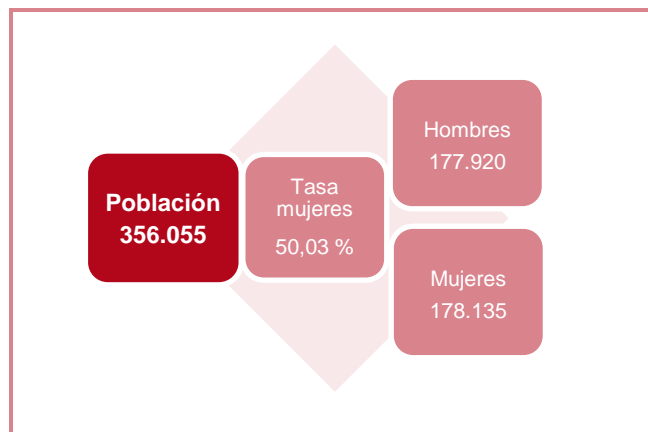 Población
356.055
Tasa
mujeres
50,03 %
Hombres
177.920
Mujeres
178.135